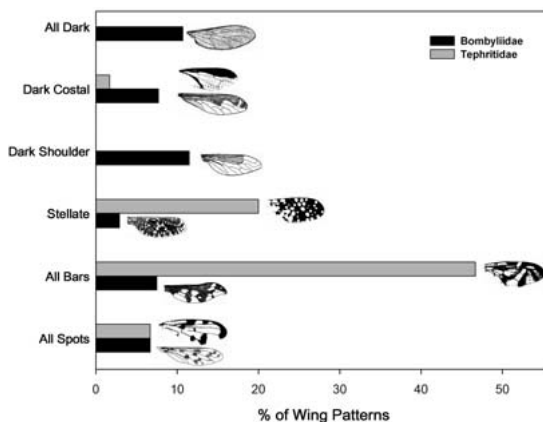 All Dark
Dark Costal
Dark Shoulder
Stellate
All Bars
All Spots
Bombyliidae
Tephritidae
0 10 20 30 40 50
% of Wing Patterns